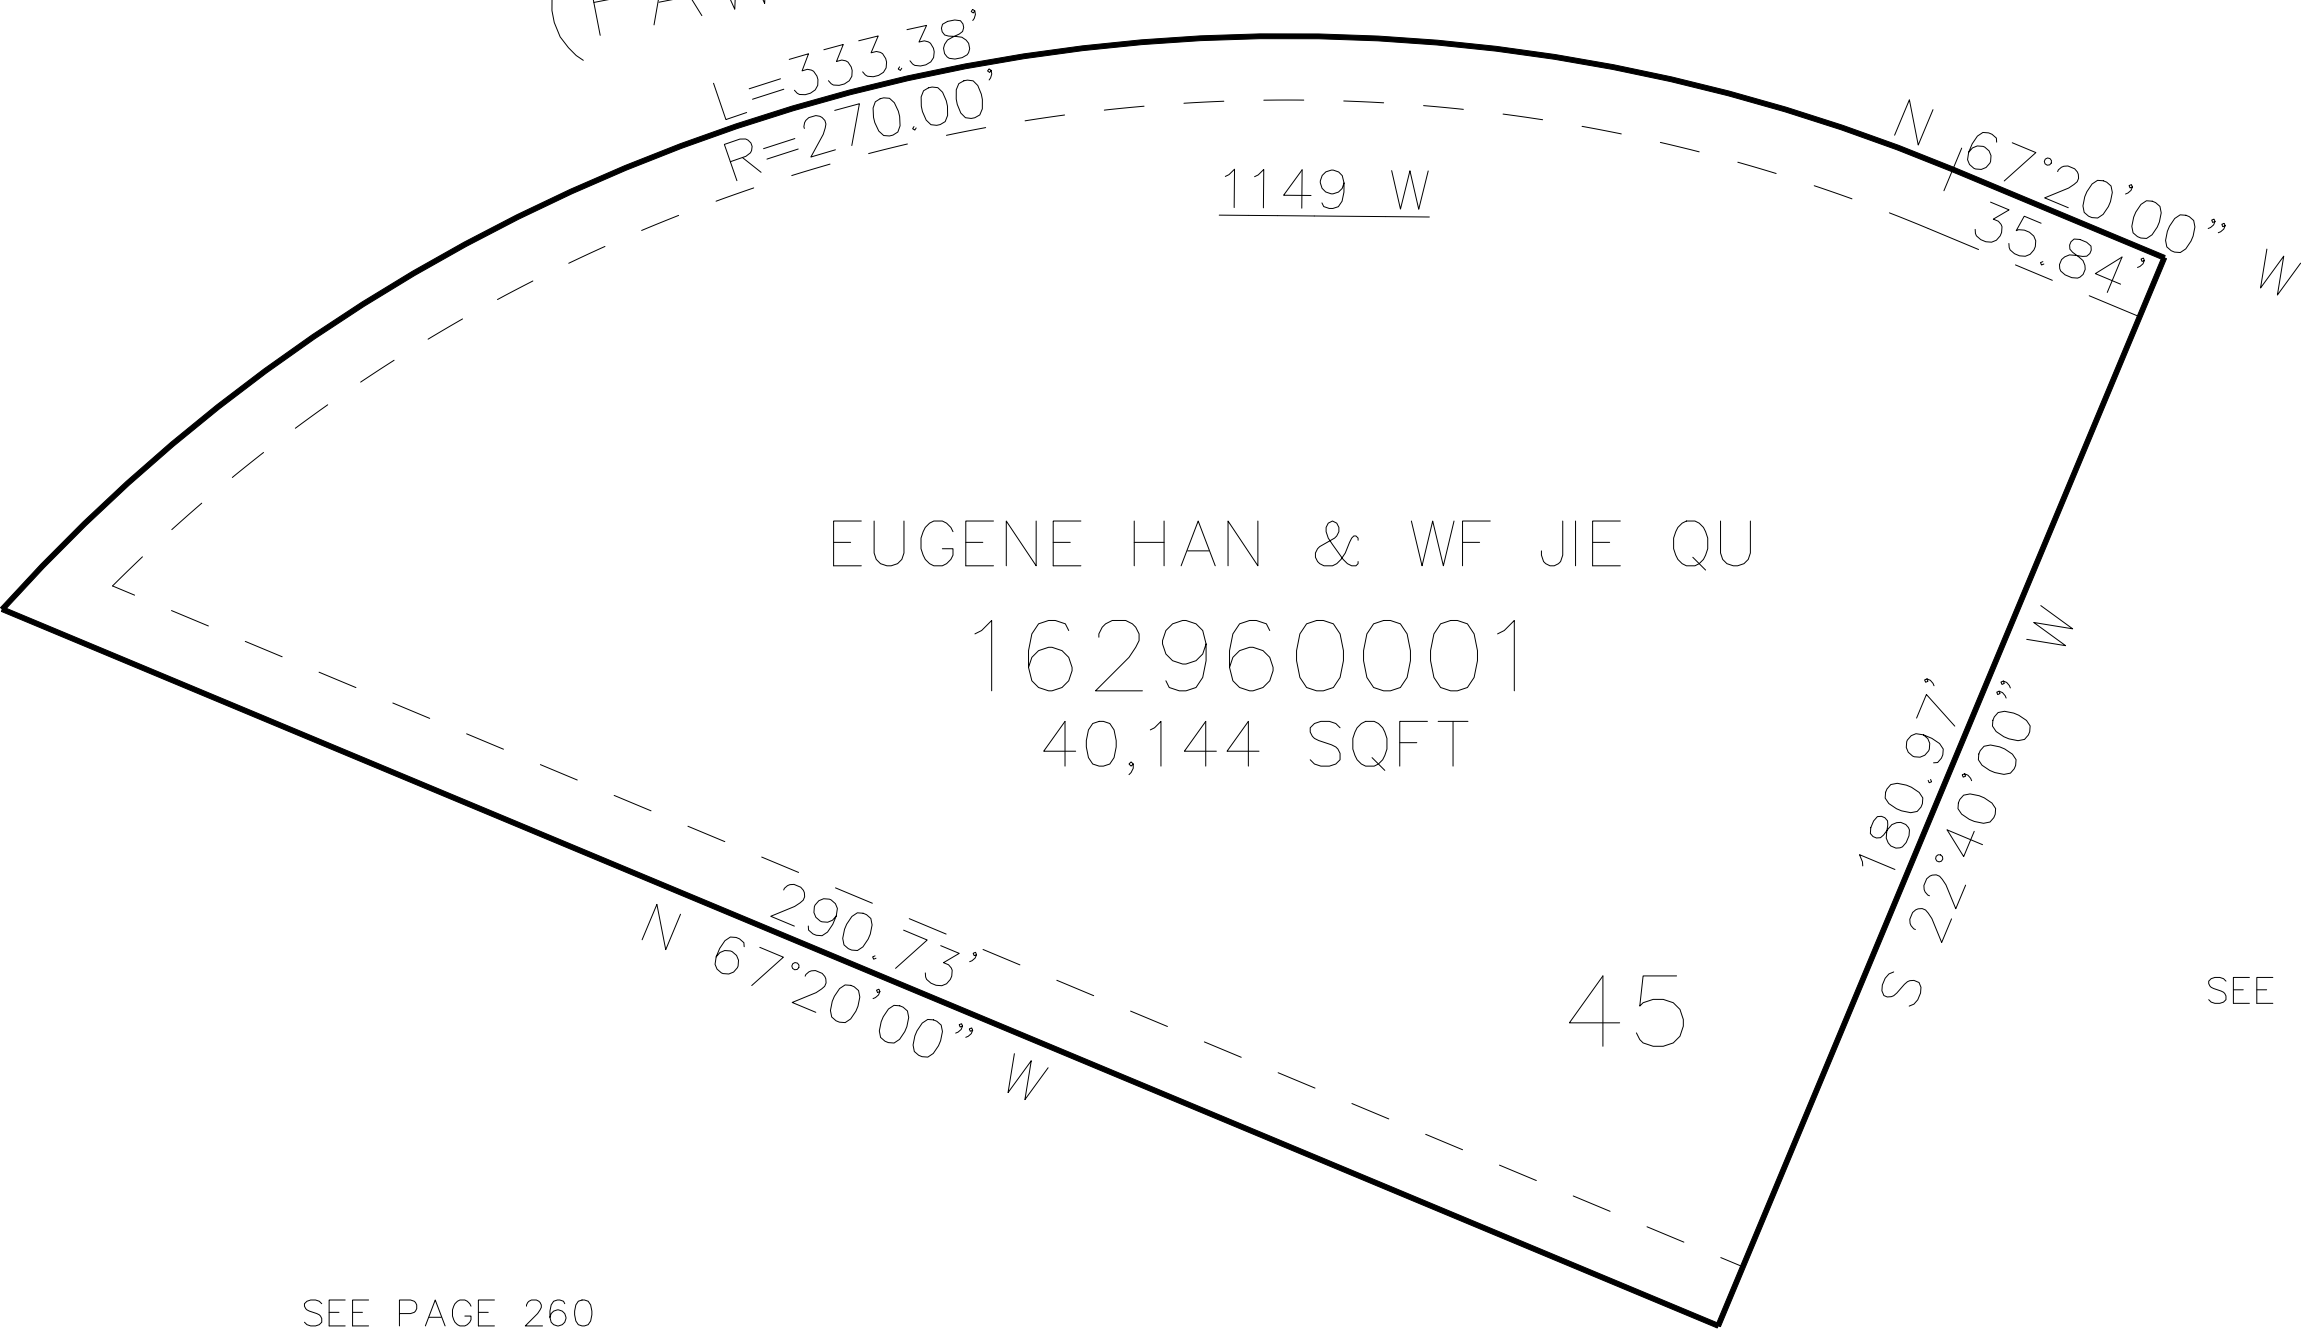 L=333.38'
R=270.00'
N 67°20'00" W
35.84'
1149 W
EUGENE HAN & WF JIE QU
162960001
40,144 SQFT
180.97'
S 22°40'00" W
290.73'
N 67°20'00" W
45
SEE
SEE PAGE 260